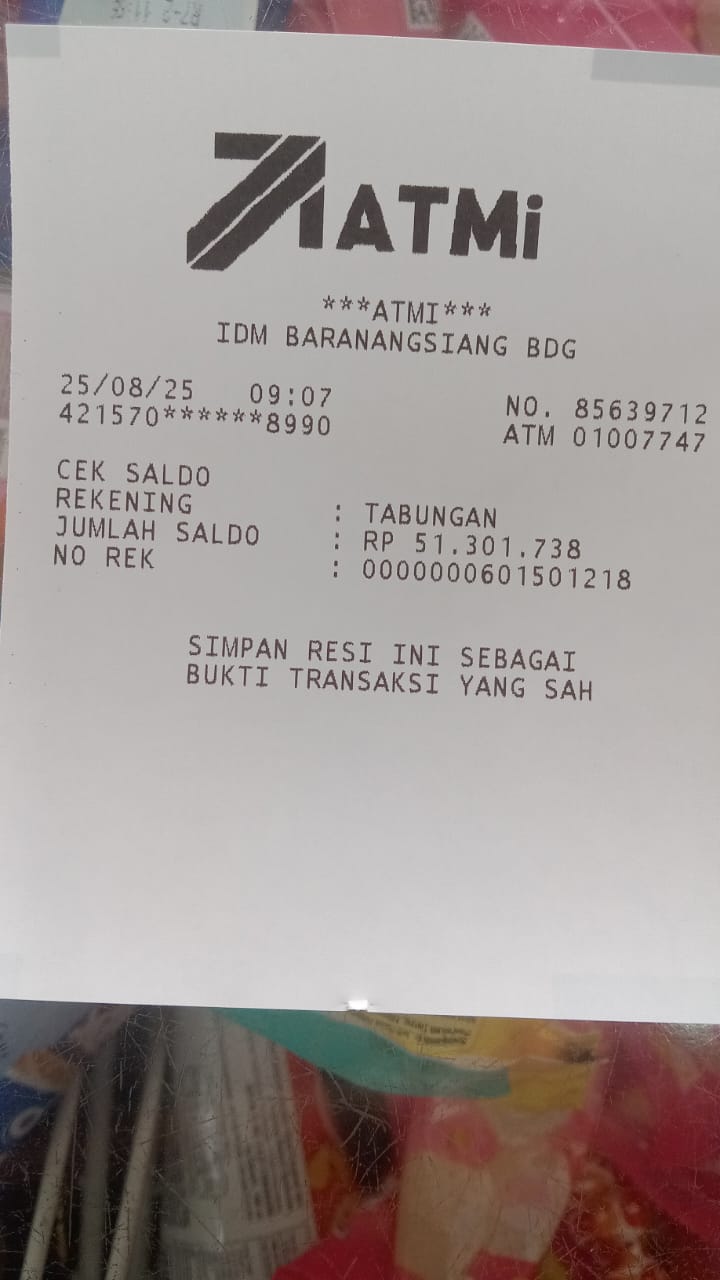 ATMi
***ATMI***
IDM BARANANGSIANG BDG
25/08/25 09:07 NO. 85639712
421570******8990 ATM 01007747
CEK SALDO
REKENING : TABUNGAN
JUMLAH SALDO : RP 51.301.738
NO REK : 0000000601501218
SIMPAN RESI INI SEBAGAI
BUKTI TRANSAKSI YANG SAH